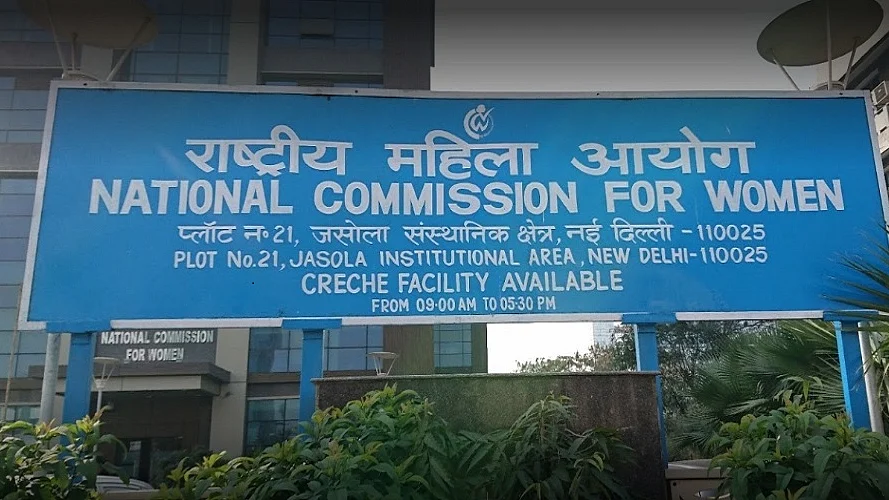 राष्ट्रीय महिला आयोग
NATIONAL COMMISSION FOR WOMEN
प्लॉट न॰ 21, जसोला संस्थानिक क्षेत्र, नई दिल्ली - 110025
PLOT No.21, JASOLA INSTITUTIONAL AREA, NEW DELHI-110025
CRECHE FACILITY AVAILABLE
FROM 09:00 AM TO 05:30 PM
NATIONAL COMMISSION
FOR WOMEN